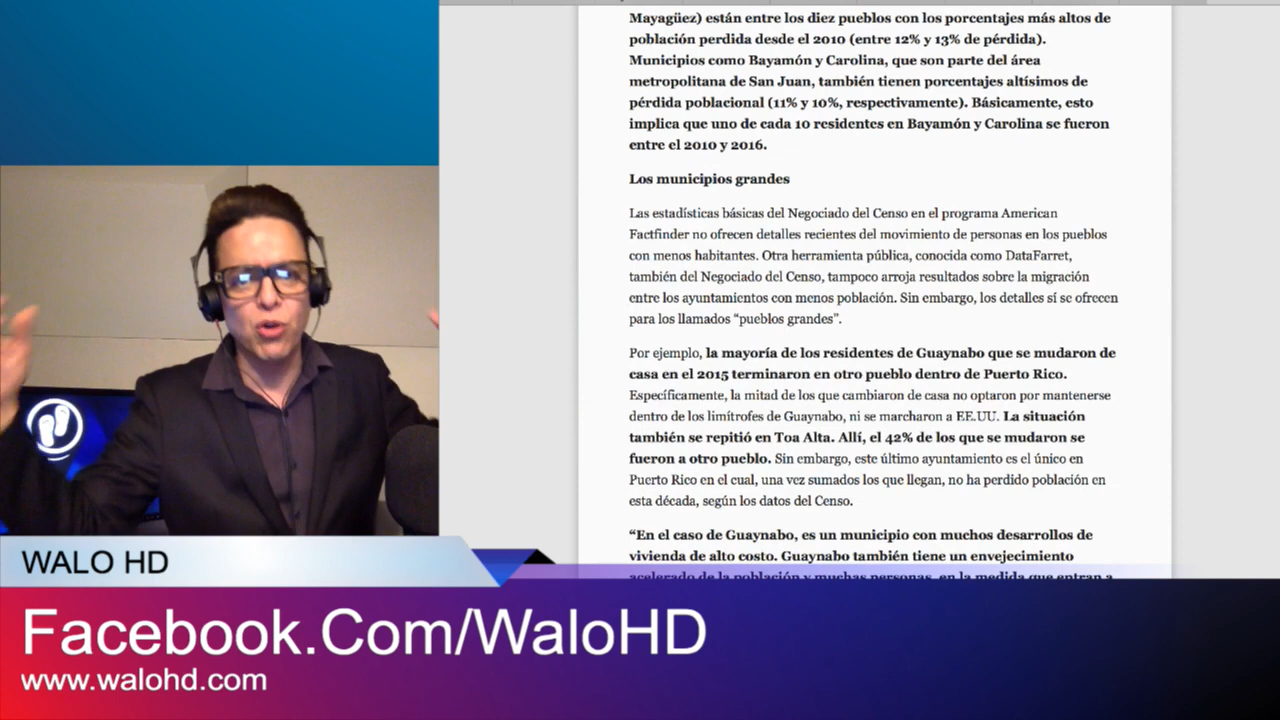 Mayagüez) están entre los diez pueblos con los porcentajes más altos de
población perdida desde el 2010 (entre 12% y 13% de pérdida).
Municipios como Bayamón y Carolina, que son parte del área
metropolitana de San Juan, también tienen porcentajes altísimos de
pérdida poblacional (11% y 10%, respectivamente). Básicamente, esto
implica que uno de cada 10 residentes en Bayamón y Carolina se fueron
entre el 2010 y 2016.
Los municipios grandes
Las estadísticas básicas del Negociado del Censo en el programa American
Factfinder no ofrecen detalles recientes del movimiento de personas en los pueblos
con menos habitantes. Otra herramienta pública, conocida como DataFarret,
también del Negociado del Censo, tampoco arroja resultados sobre la migración
entre los ayuntamientos con menos población. Sin embargo, los detalles sí se ofrecen
para los llamados “pueblos grandes”.
Por ejemplo, la mayoría de los residentes de Guaynabo que se mudaron de
casa en el 2015 terminaron en otro pueblo dentro de Puerto Rico.
Específicamente, la mitad de los que cambiaron de casa no optaron por mantenerse
dentro de los limítrofes de Guaynabo, ni se marcharon a EE.UU. La situación
también se repitió en Toa Alta. Allí, el 42% de los que se mudaron se
fueron a otro pueblo. Sin embargo, este último ayuntamiento es el único en
Puerto Rico en el cual, una vez sumados los que llegan, no ha perdido población en
esta década, según los datos del Censo.
“En el caso de Guaynabo, es un municipio con muchos desarrollos de
vivienda de alto costo. Guaynabo también tiene un envejecimiento
acelerado de la población y muchas personas, en la medida que entran a
WALO HD
Facebook.Com/WaloHD
www.walohd.com